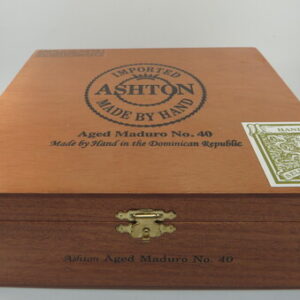 IMPORTED
ASHTON
MADE BY HAND
Aged Maduro No. 40
Made by Hand in the Dominican Republic
HAND
Ashton Aged Maduro No. 40